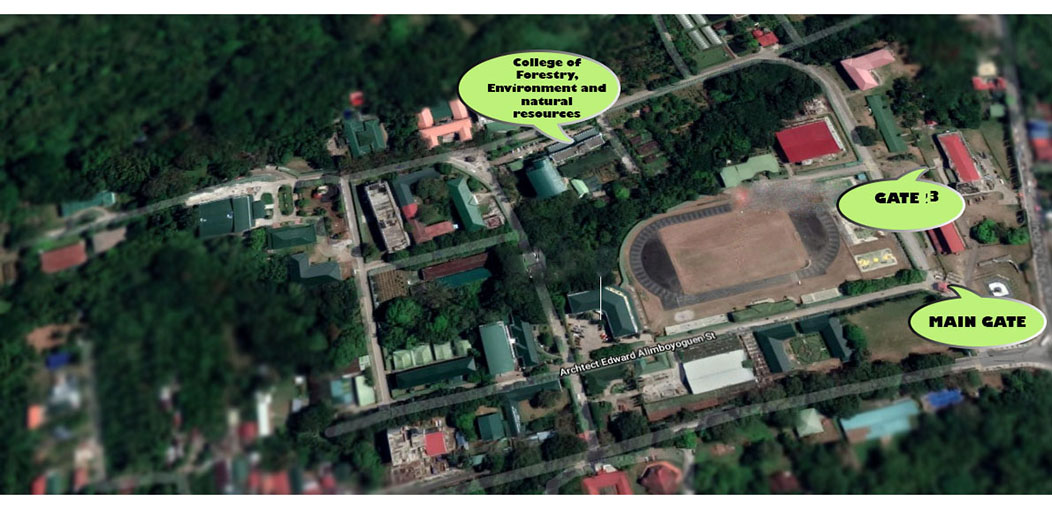 College of
Forestry,
Environment and
natural
resources
GATE 3
MAIN GATE
Archtect Edward Alimboyoguen St